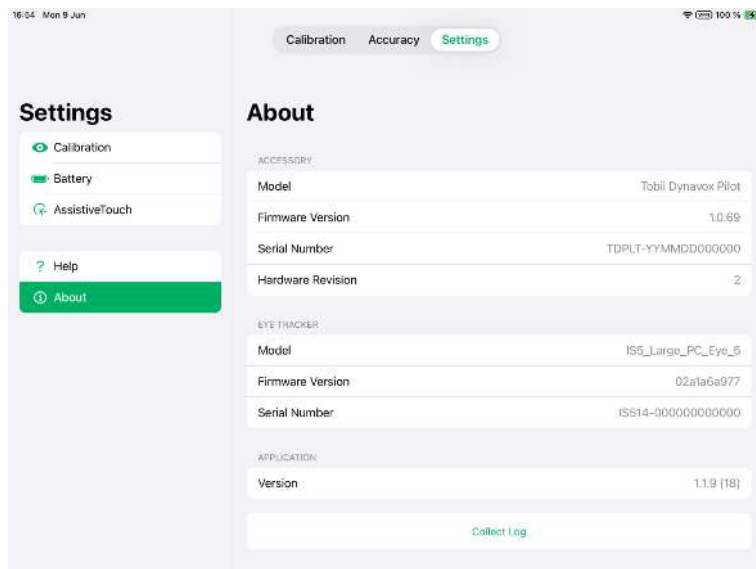 16:54 Mon 9 Jun
100 %
Calibration Accuracy Settings
Settings
Calibration
Battery
AssistiveTouch
? Help
About
About
ACCESSORY
Model Tobii Dynavox Pilot
Firmware Version 1.0.69
Serial Number TDPLT-YYMMDD000000
Hardware Revision 2
EYE TRACKER
Model IS5_Large_PC_Eye_5
Firmware Version 02a1a6a977
Serial Number IS514-000000000000
APPLICATION
Version 1.1.9 (18)
Collect Log